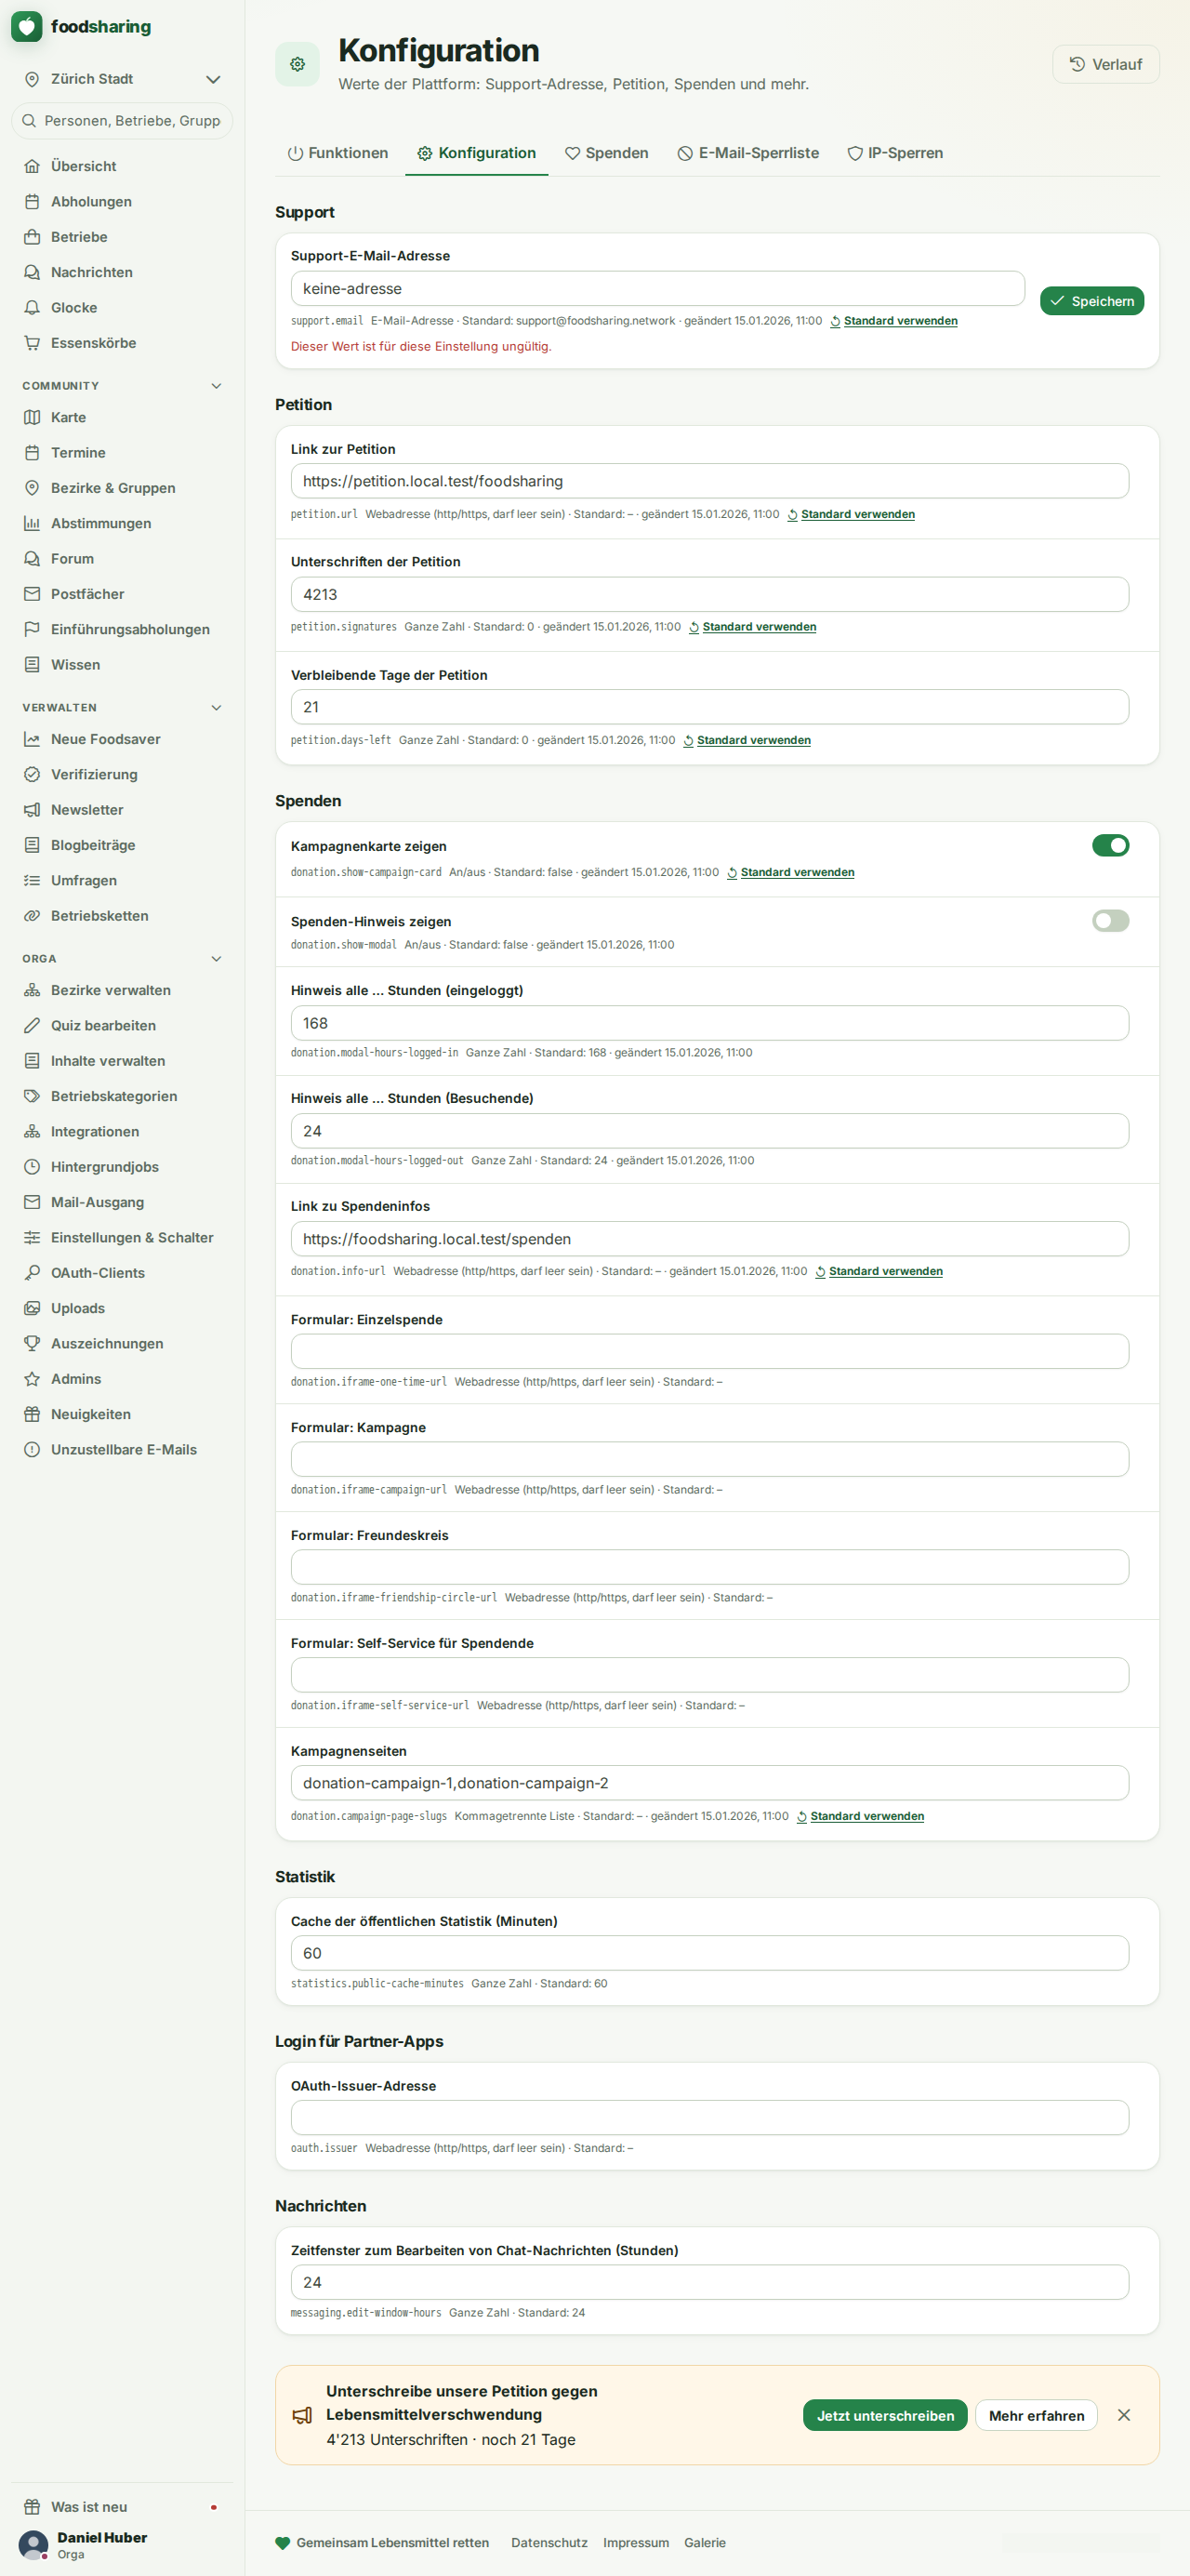 foodsharing
Zürich Stadt
Personen, Betriebe, Grupp
Übersicht
Abholungen
Betriebe
Nachrichten
Glocke
Essenskörbe
COMMUNITY
Karte
Termine
Bezirke & Gruppen
Abstimmungen
Forum
Postfächer
Einführungsabholungen
Wissen
VERWALTEN
Neue Foodsaver
Verifizierung
Newsletter
Blogbeiträge
Umfragen
Betriebsketten
ORGA
Bezirke verwalten
Quiz bearbeiten
Inhalte verwalten
Betriebskategorien
Integrationen
Hintergrundjobs
Mail-Ausgang
Einstellungen & Schalter
OAuth-Clients
Uploads
Auszeichnungen
Admins
Neuigkeiten
Unzustellbare E-Mails
Was ist neu
Daniel Huber
Orga
Konfiguration
Werte der Plattform: Support-Adresse, Petition, Spenden und mehr.
Verlauf
Funktionen Konfiguration Spenden E-Mail-Sperrliste IP-Sperren
Support
Support-E-Mail-Adresse
keine-adresse
Speichern
support.email E-Mail-Adresse · Standard: support@foodsharing.network · geändert 15.01.2026, 11:00 Standard verwenden
Dieser Wert ist für diese Einstellung ungültig.
Petition
Link zur Petition
https://petition.local.test/foodsharing
petition.url Webadresse (http/https, darf leer sein) · Standard: – · geändert 15.01.2026, 11:00 Standard verwenden
Unterschriften der Petition
4213
petition.signatures Ganze Zahl · Standard: 0 · geändert 15.01.2026, 11:00 Standard verwenden
Verbleibende Tage der Petition
21
petition.days-left Ganze Zahl · Standard: 0 · geändert 15.01.2026, 11:00 Standard verwenden
Spenden
Kampagnenkarte zeigen
donation.show-campaign-card An/aus · Standard: false · geändert 15.01.2026, 11:00 Standard verwenden
Spenden-Hinweis zeigen
donation.show-modal An/aus · Standard: false · geändert 15.01.2026, 11:00
Hinweis alle … Stunden (eingeloggt)
168
donation.modal-hours-logged-in Ganze Zahl · Standard: 168 · geändert 15.01.2026, 11:00
Hinweis alle … Stunden (Besuchende)
24
donation.modal-hours-logged-out Ganze Zahl · Standard: 24 · geändert 15.01.2026, 11:00
Link zu Spendeninfos
https://foodsharing.local.test/spenden
donation.info-url Webadresse (http/https, darf leer sein) · Standard: – · geändert 15.01.2026, 11:00 Standard verwenden
Formular: Einzelspende
donation.iframe-one-time-url Webadresse (http/https, darf leer sein) · Standard: –
Formular: Kampagne
donation.iframe-campaign-url Webadresse (http/https, darf leer sein) · Standard: –
Formular: Freundeskreis
donation.iframe-friendship-circle-url Webadresse (http/https, darf leer sein) · Standard: –
Formular: Self-Service für Spendende
donation.iframe-self-service-url Webadresse (http/https, darf leer sein) · Standard: –
Kampagnenseiten
donation-campaign-1,donation-campaign-2
donation.campaign-page-slugs Kommagetrennte Liste · Standard: – · geändert 15.01.2026, 11:00 Standard verwenden
Statistik
Cache der öffentlichen Statistik (Minuten)
60
statistics.public-cache-minutes Ganze Zahl · Standard: 60
Login für Partner-Apps
OAuth-Issuer-Adresse
oauth.issuer Webadresse (http/https, darf leer sein) · Standard: –
Nachrichten
Zeitfenster zum Bearbeiten von Chat-Nachrichten (Stunden)
24
messaging.edit-window-hours Ganze Zahl · Standard: 24
Unterschreibe unsere Petition gegen
Lebensmittelverschwendung
4'213 Unterschriften · noch 21 Tage
Jetzt unterschreiben
Mehr erfahren
Gemeinsam Lebensmittel retten Datenschutz Impressum Galerie